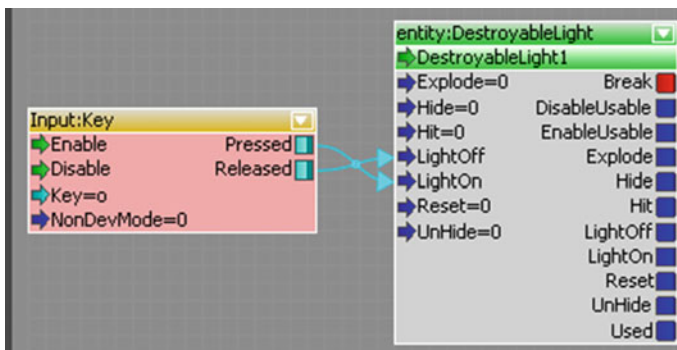 Input:Key
Enable Pressed
Disable Released
Key=o
NonDevMode=0
entity:DestroyableLight
DestroyableLight1
Explode=0 Break
Hide=0 DisableUsable
Hit=0 EnableUsable
LightOff Explode
LightOn Hide
Reset=0 Hit
UnHide=0 LightOff
LightOn
Reset
UnHide
Used